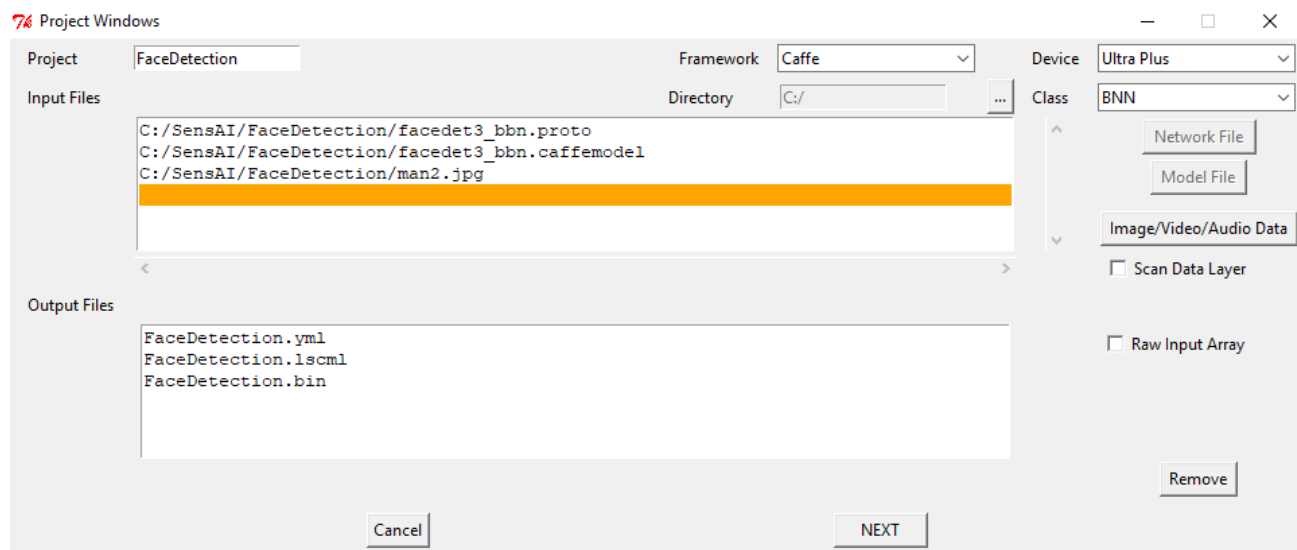 Project Windows
Project FaceDetection Framework Caffe Device Ultra Plus
Input Files Directory C:/ ... Class BNN
C:/SensAI/FaceDetection/facedet3_bbn.proto
C:/SensAI/FaceDetection/facedet3_bbn.caffemodel
C:/SensAI/FaceDetection/man2.jpg
Network File
Model File
Image/Video/Audio Data
Scan Data Layer
Output Files
FaceDetection.yml
FaceDetection.lscml
FaceDetection.bin
Raw Input Array
Remove
Cancel NEXT